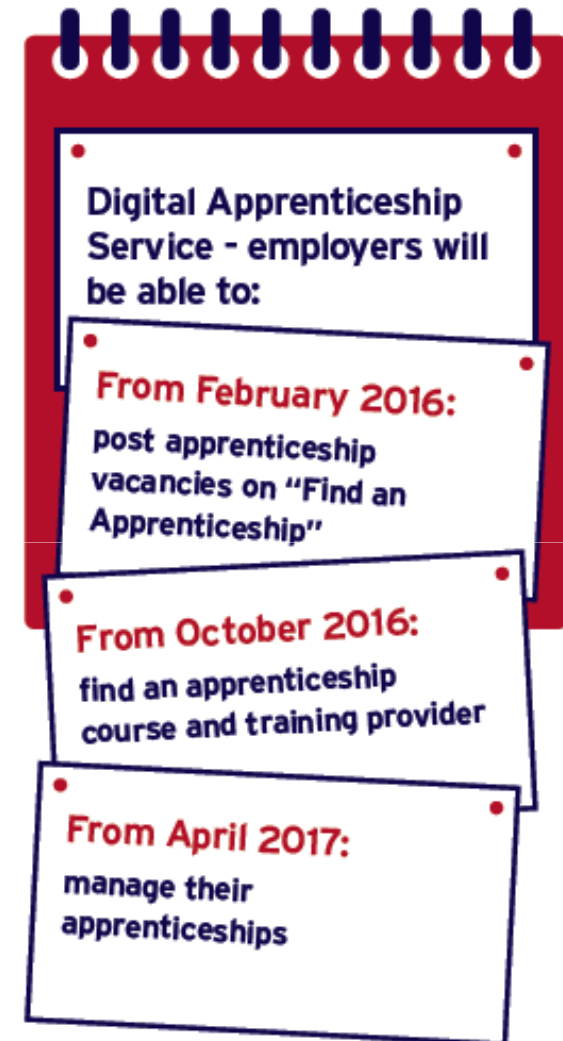 Digital Apprenticeship
Service - employers will
be able to:
From February 2016:
post apprenticeship
vacancies on “Find an
Apprenticeship”
From October 2016:
find an apprenticeship
course and training provider
From April 2017:
manage their
apprenticeships